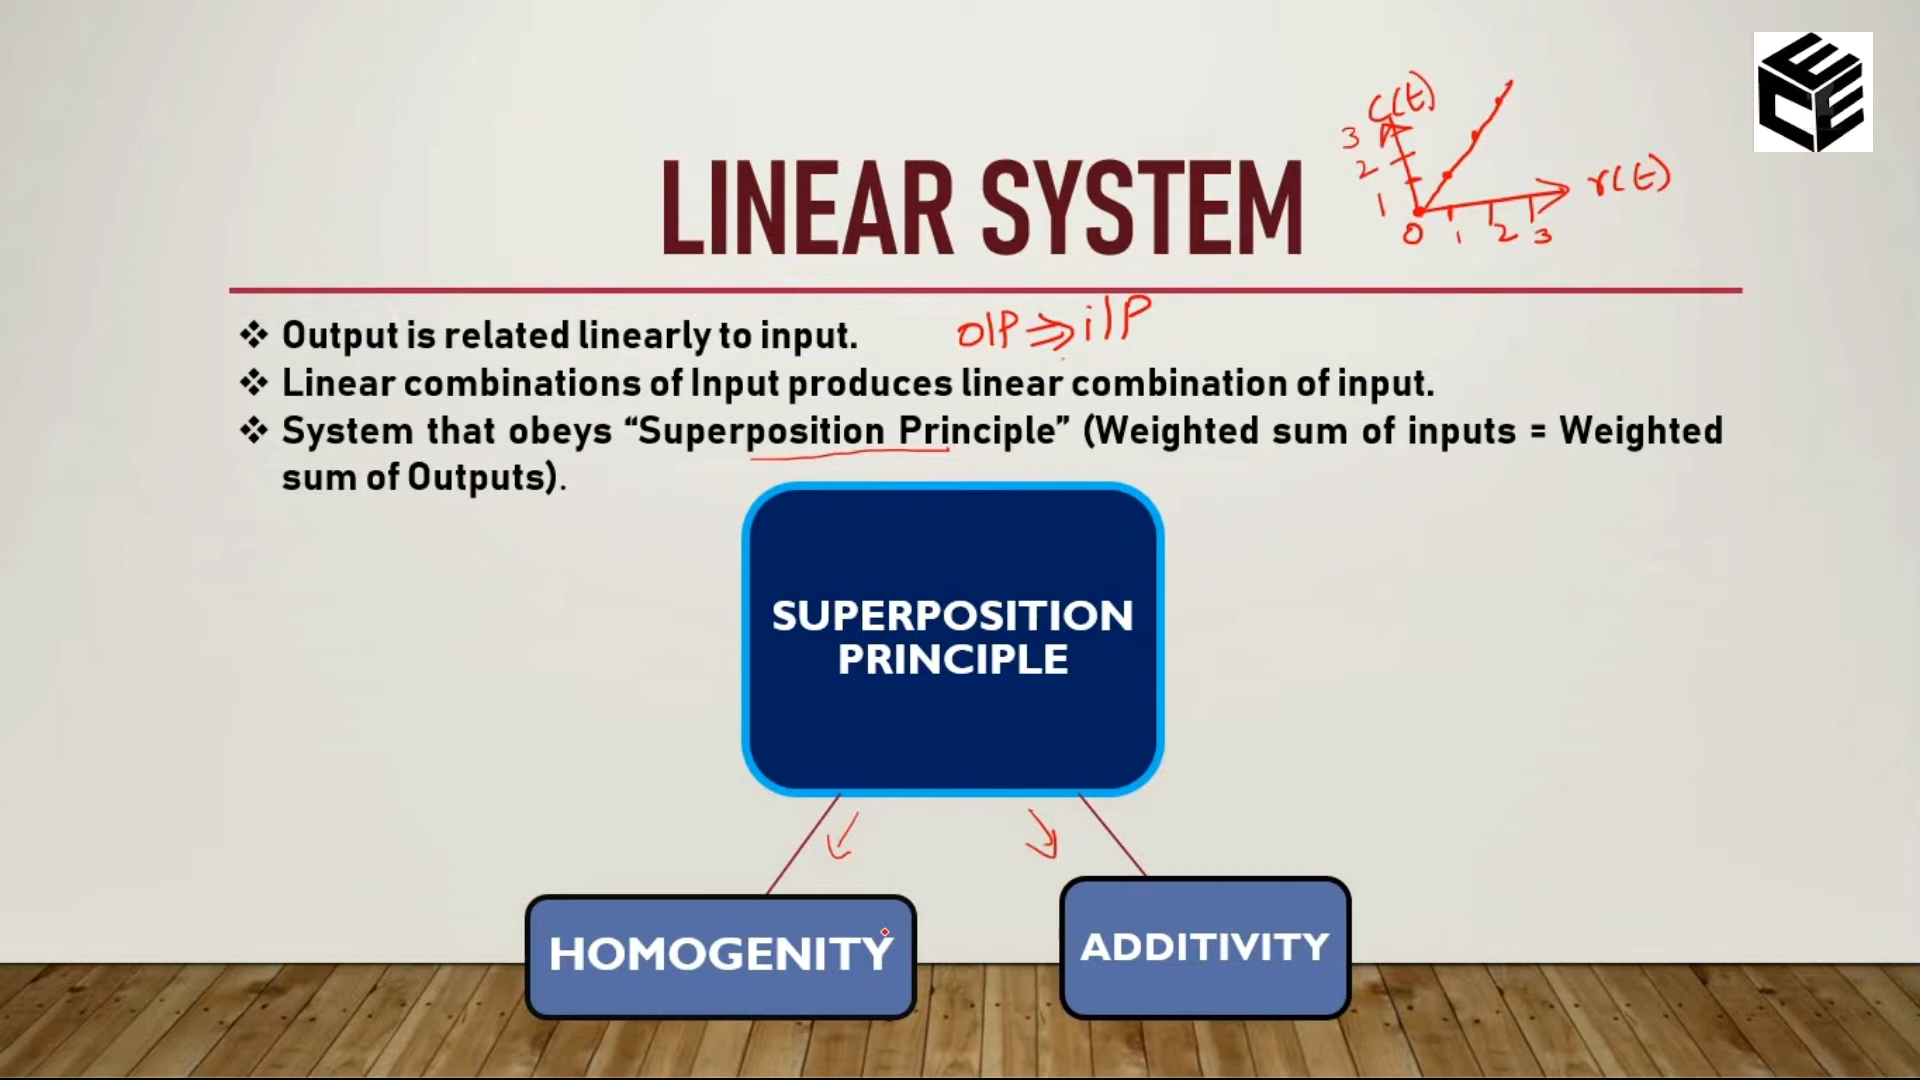 ECE
C(t)
3
2
1
0
1 2 3
r(t)
LINEAR SYSTEM
❖ Output is related linearly to input.
O/P ⇒ i/P
❖ Linear combinations of Input produces linear combination of input.
❖ System that obeys “Superposition Principle” (Weighted sum of inputs = Weighted
sum of Outputs).
SUPERPOSITION
PRINCIPLE
HOMOGENITY
ADDITIVITY